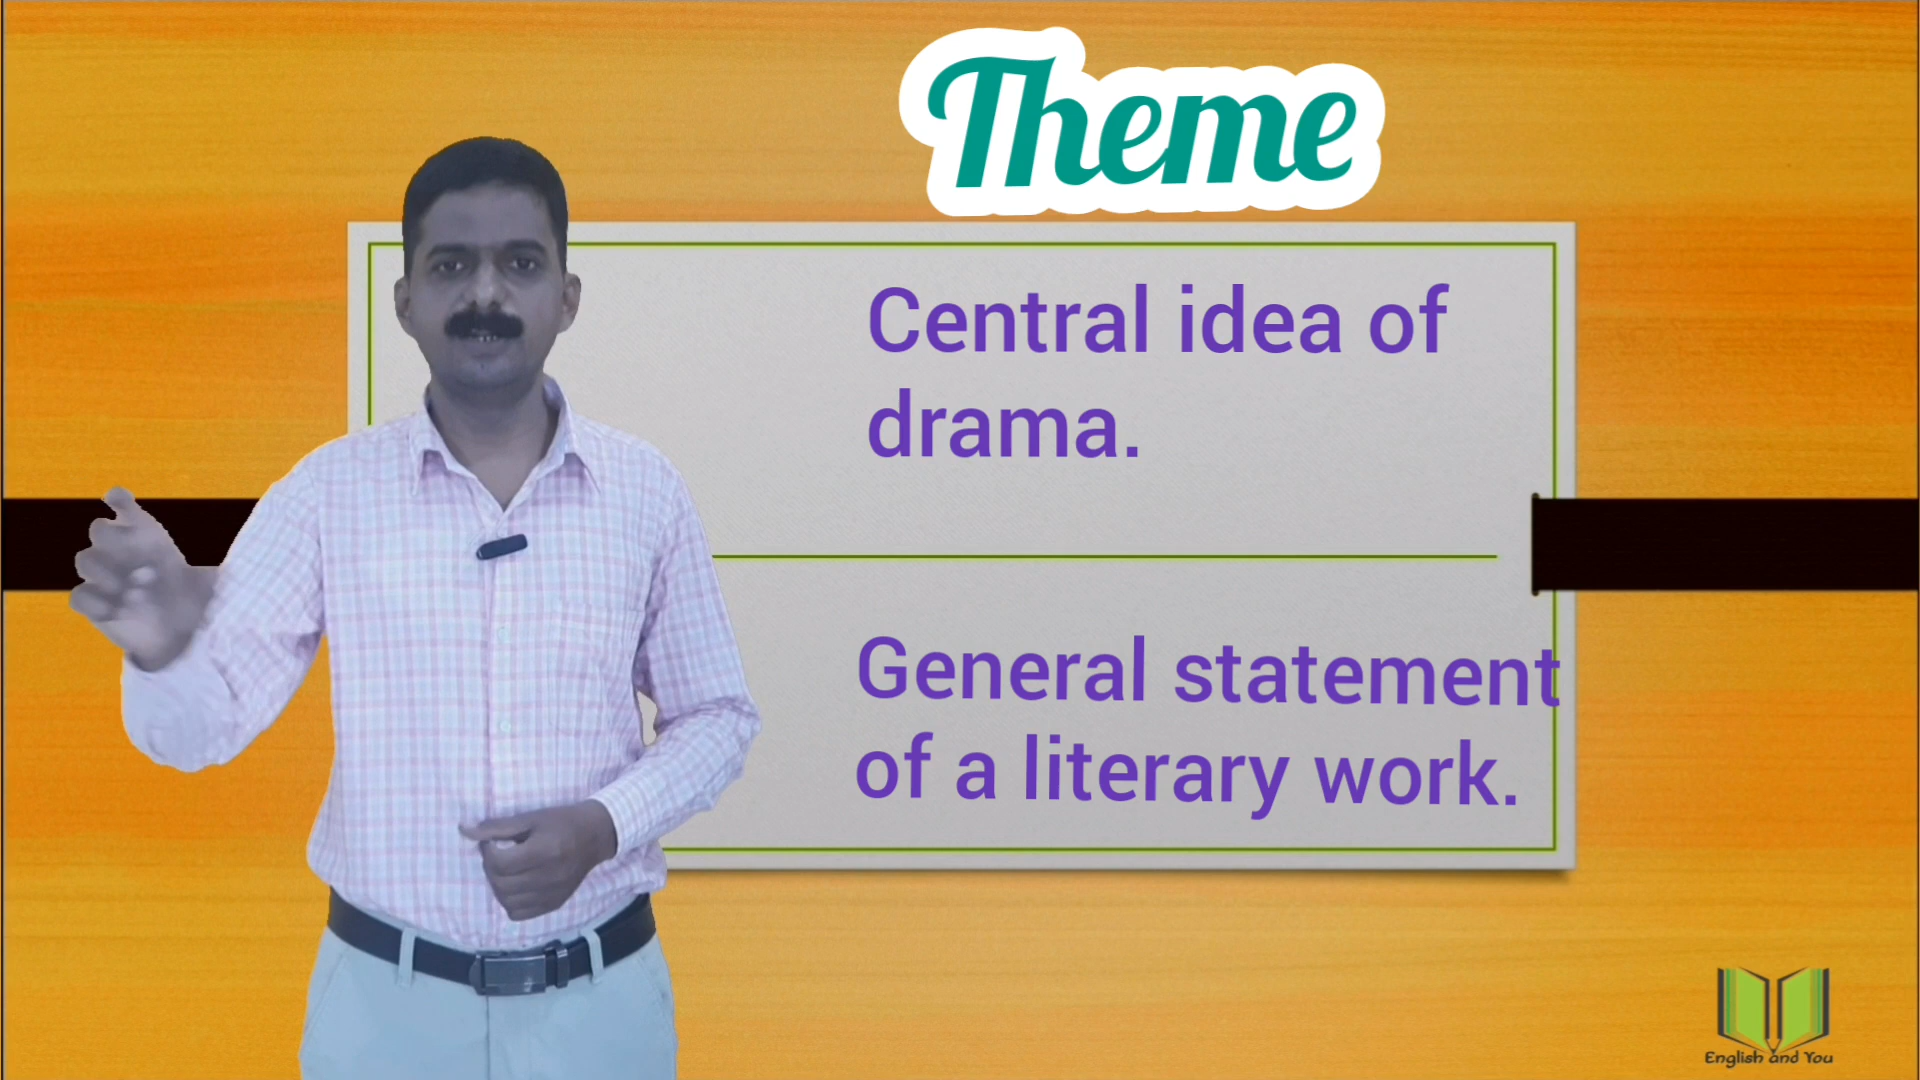 Theme
Central idea of
drama.
General statement
of a literary work.
English and You